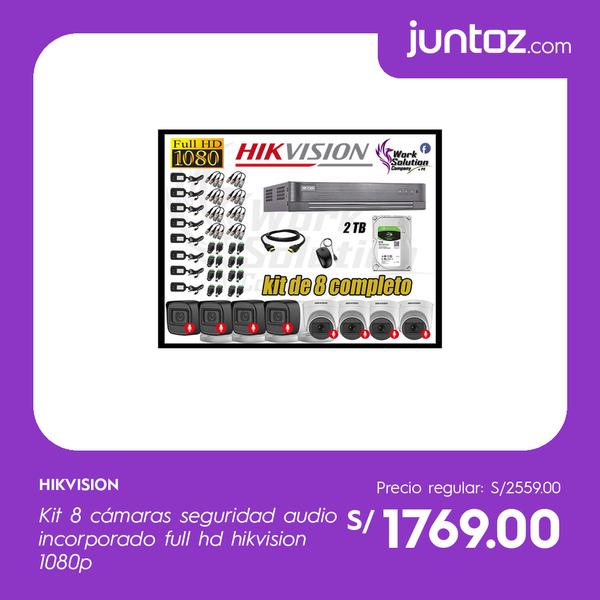 juntoz.com
Full HD
1080
HIKVISION
Work
Solution
Company
2 TB
kit de 8 completo
HIKVISION
Kit 8 cámaras seguridad audio
incorporado full hd hikvision
1080p
Precio regular: S/2559.00
S/ 1769.00